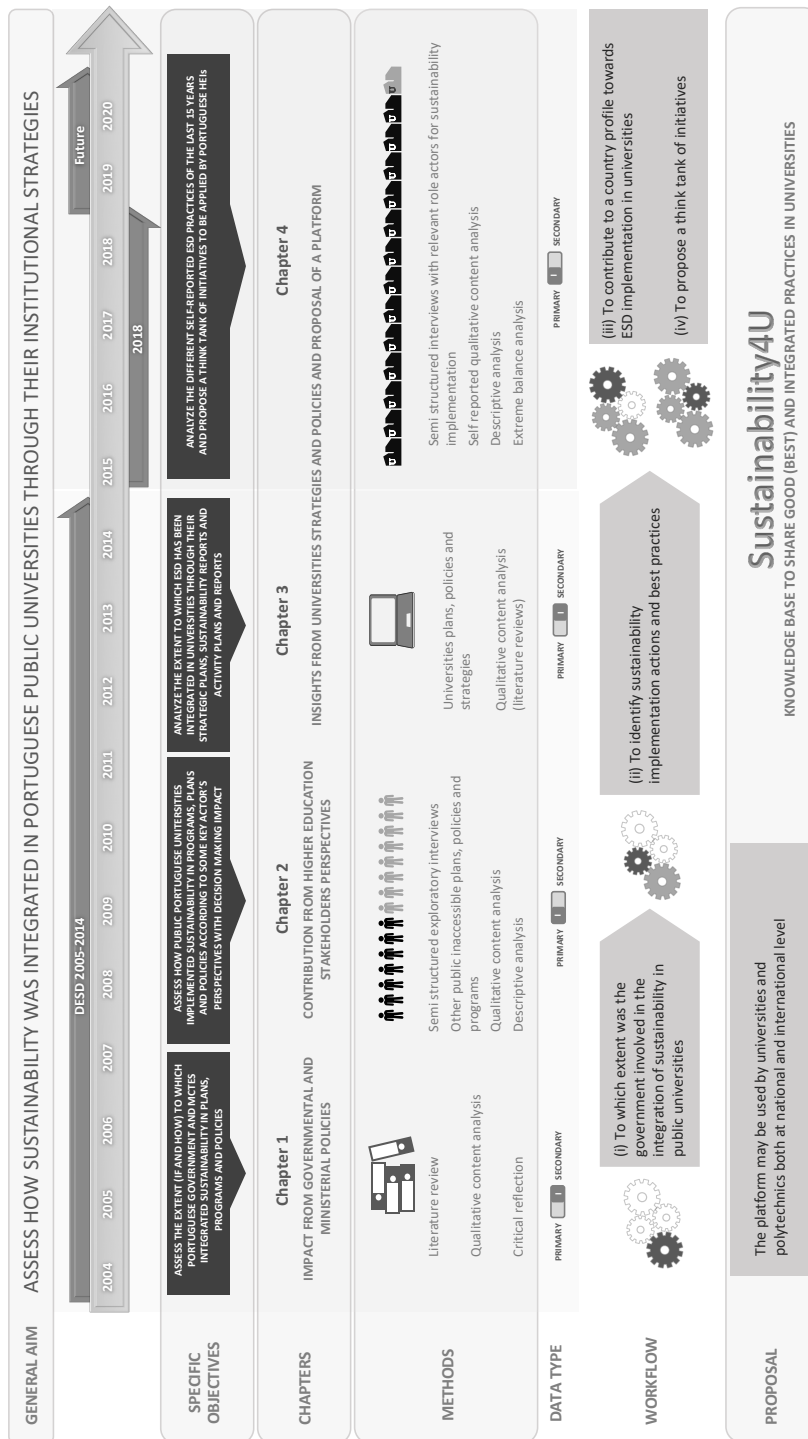 GENERAL AIM
ASSESS HOW SUSTAINABILITY WAS INTEGRATED IN PORTUGUESE PUBLIC UNIVERSITIES THROUGH THEIR INSTITUTIONAL STRATEGIES
DESD 2005-2014
Future
2004
2005
2006
2007
2008
2009
2010
2011
2012
2013
2014
2015
2016
2017
2018
2019
2020
2018
SPECIFIC
OBJECTIVES
ASSESS THE EXTENT (IF AND HOW) TO WHICH
PORTUGUESE GOVERNMENT AND MCTES
INTEGRATED SUSTAINABILITY IN PLANS,
PROGRAMS AND POLICIES
ASSESS HOW PUBLIC PORTUGUESE UNITERSITIES
IMPLEMENTED SUSTAINABILITY IN PROGRAMS, PLANS
AND POLICIES ACCORDING TO SOME KEY ACTOR'S
PERSPECTIVES WITH DECISION MAKING IMPACT
ANALYZE THE EXTENT TO WHICH ESD HAS BEEN
INTEGRATED IN UNIVERSITIES THROUGH THEIR
STRATEGIC PLANS, SUSTAINABILITY REPORTS AND
ACTIVITY PLANS AND REPORTS
ANALYZE THE DIFFERENT SELF-REPORTED ESD PRACTICES OF THE LAST 15 YEARS
AND PROPOSE A THINK TANK OF INITIATIVES TO BE APPLIED BY PORTUGUESE HEIs
CHAPTERS
Chapter 1
IMPACT FROM GOVERNMENTAL AND
MINISTERIAL POLICIES
Chapter 2
CONTRIBUTION FROM HIGHER EDUCATION
STAKEHOLDERS PERSPECTIVES
Chapter 3
Chapter 4
INSIGHTS FROM UNIVERSITIES STRATEGIES AND POLICIES AND PROPOSAL OF A PLATFORM
METHODS
Literature review
Qualitative content analysis
Critical reflection
Semi structured exploratory interviews
Other public inaccessible plans, policies and
programs
Qualitative content analysis
Descriptive analysis
Universities plans, policies and
strategies
Qualitative content analysis
(literature reviews)
Semi structured interviews with relevant role actors for sustainability
implementation
Self reported qualitative content analysis
Descriptive analysis
Extreme balance analysis
DATA TYPE
PRIMARY SECONDARY
PRIMARY SECONDARY
PRIMARY SECONDARY
PRIMARY SECONDARY
WORKFLOW
(i) To which extent was the
government involved in the
integration of sustainability in
public universities
(ii) To identify sustainability
implementation actions and best practices
(iii) To contribute to a country profile towards
ESD implementation in universities
(iv) To propose a think tank of initiatives
PROPOSAL
The platform may be used by universities and
polytechnics both at national and international level
Sustainability4U
KNOWLEDGE BASE TO SHARE GOOD (BEST) AND INTEGRATED PRACTICES IN UNIVERSITIES